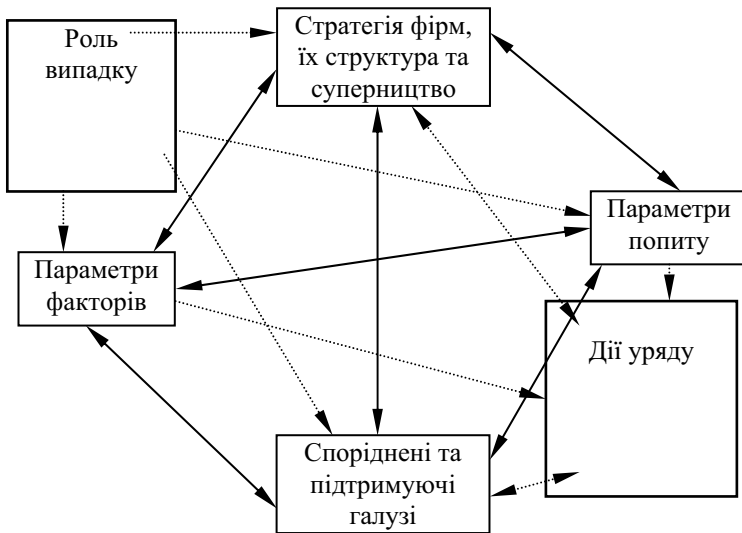 Роль
випадку
Стратегія фірм,
їх структура та
суперництво
Параметри
попиту
Параметри
факторів
Дії уряду
Споріднені та
підтримуючі
галузі